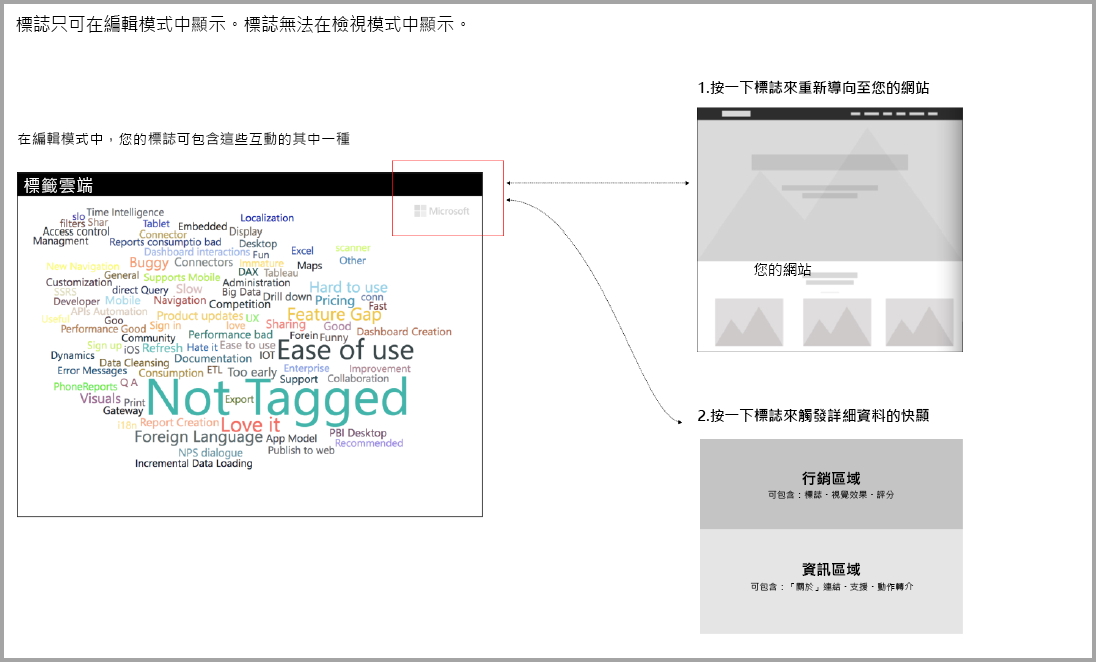 標誌只可在編輯模式中顯示。標誌無法在檢視模式中顯示。
在編輯模式中，您的標誌可包含這些互動的其中一種
標籤雲端
Microsoft
slo Time Intelligence
filters Shar Tablet Embedded Localization
Access control Connector Display
Managment Reports consumptio bad Desktop
Dashboard interactions Fun Excel scanner
New Navigation Buggy Connectors Immature Maps Other
General Supports Mobile DAX Tableau
Customization Administration
SSRS direct Query Slow Big Data Drill down Hard to use
Developer Mobile Navigation Competition Pricing conn
APIs Automation Fast
Useful Goo Product updates UX Feature Gap
Performance Good Sign in love Sharing Good Dashboard Creation
Community Performance bad Forein Funny
Sign up iOS Refresh Hate it Ease to use Ease of use
Dynamics Data Cleansing Documentation IOT
Error Messages Consumption ETL Too early Enterprise Improvement
PhoneReports Q A Support Collaboration
Visuals Print Not Tagged Export
Gateway
i18n Report Creation Love it
Foreign Language App Model PBI Desktop
NPS dialogue Publish to web Recommended
Incremental Data Loading
1.按一下標誌來重新導向至您的網站
您的網站
2.按一下標誌來觸發詳細資料的快顯
行銷區域
可包含：標誌、視覺效果、評分
資訊區域
可包含：「關於」連結、支援、動作轉介